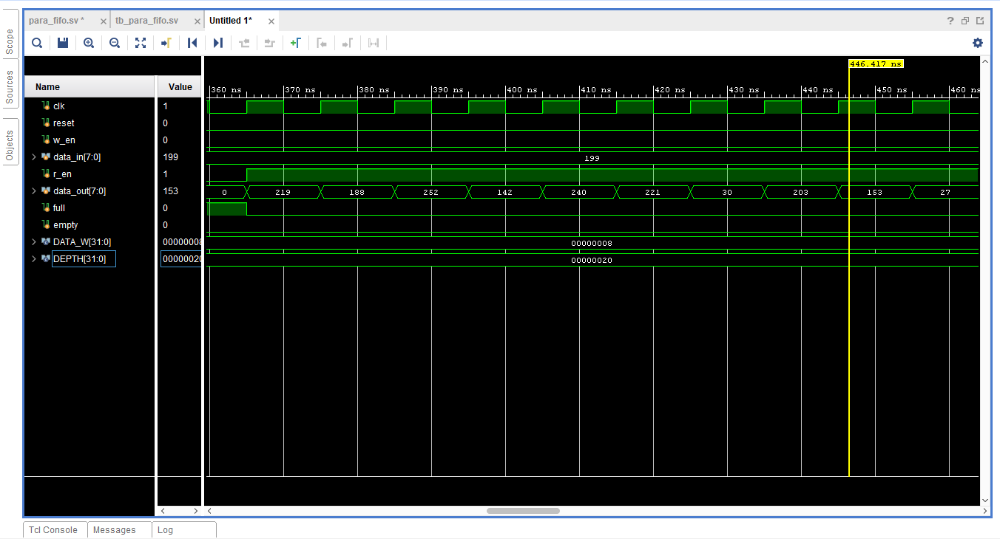 para_fifo.sv * × tb_para_fifo.sv × Untitled 1* × ?
Scope
Sources
Objects
446.417 ns
Name Value
360 ns 370 ns 380 ns 390 ns 400 ns 410 ns 420 ns 430 ns 440 ns 450 ns 460 ns
clk 1
reset 0
w_en 0
data_in[7:0] 199 199
r_en 1
data_out[7:0] 153 0 219 188 252 142 240 221 30 203 153 27
full 0
empty 0
DATA_W[31:0] 00000008 00000008
DEPTH[31:0] 00000020 00000020
Tcl Console Messages Log